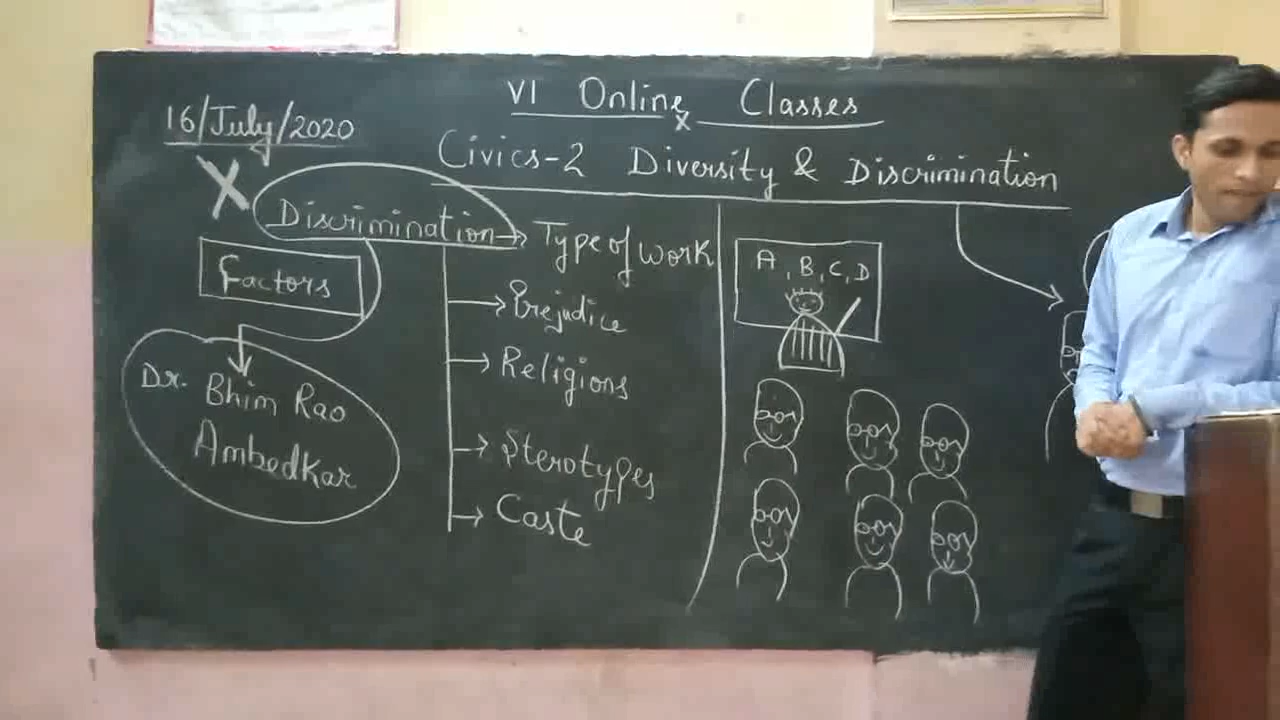 VI Online Classes
16/July/2020
Civics-2 Diversity & Discrimination
X
Discrimination → Type of work
Factors
→ Prejudice
→ Religions
→ Sterotypes
→ Caste
Dr. Bhim Rao
Ambedkar
A, B, C, D